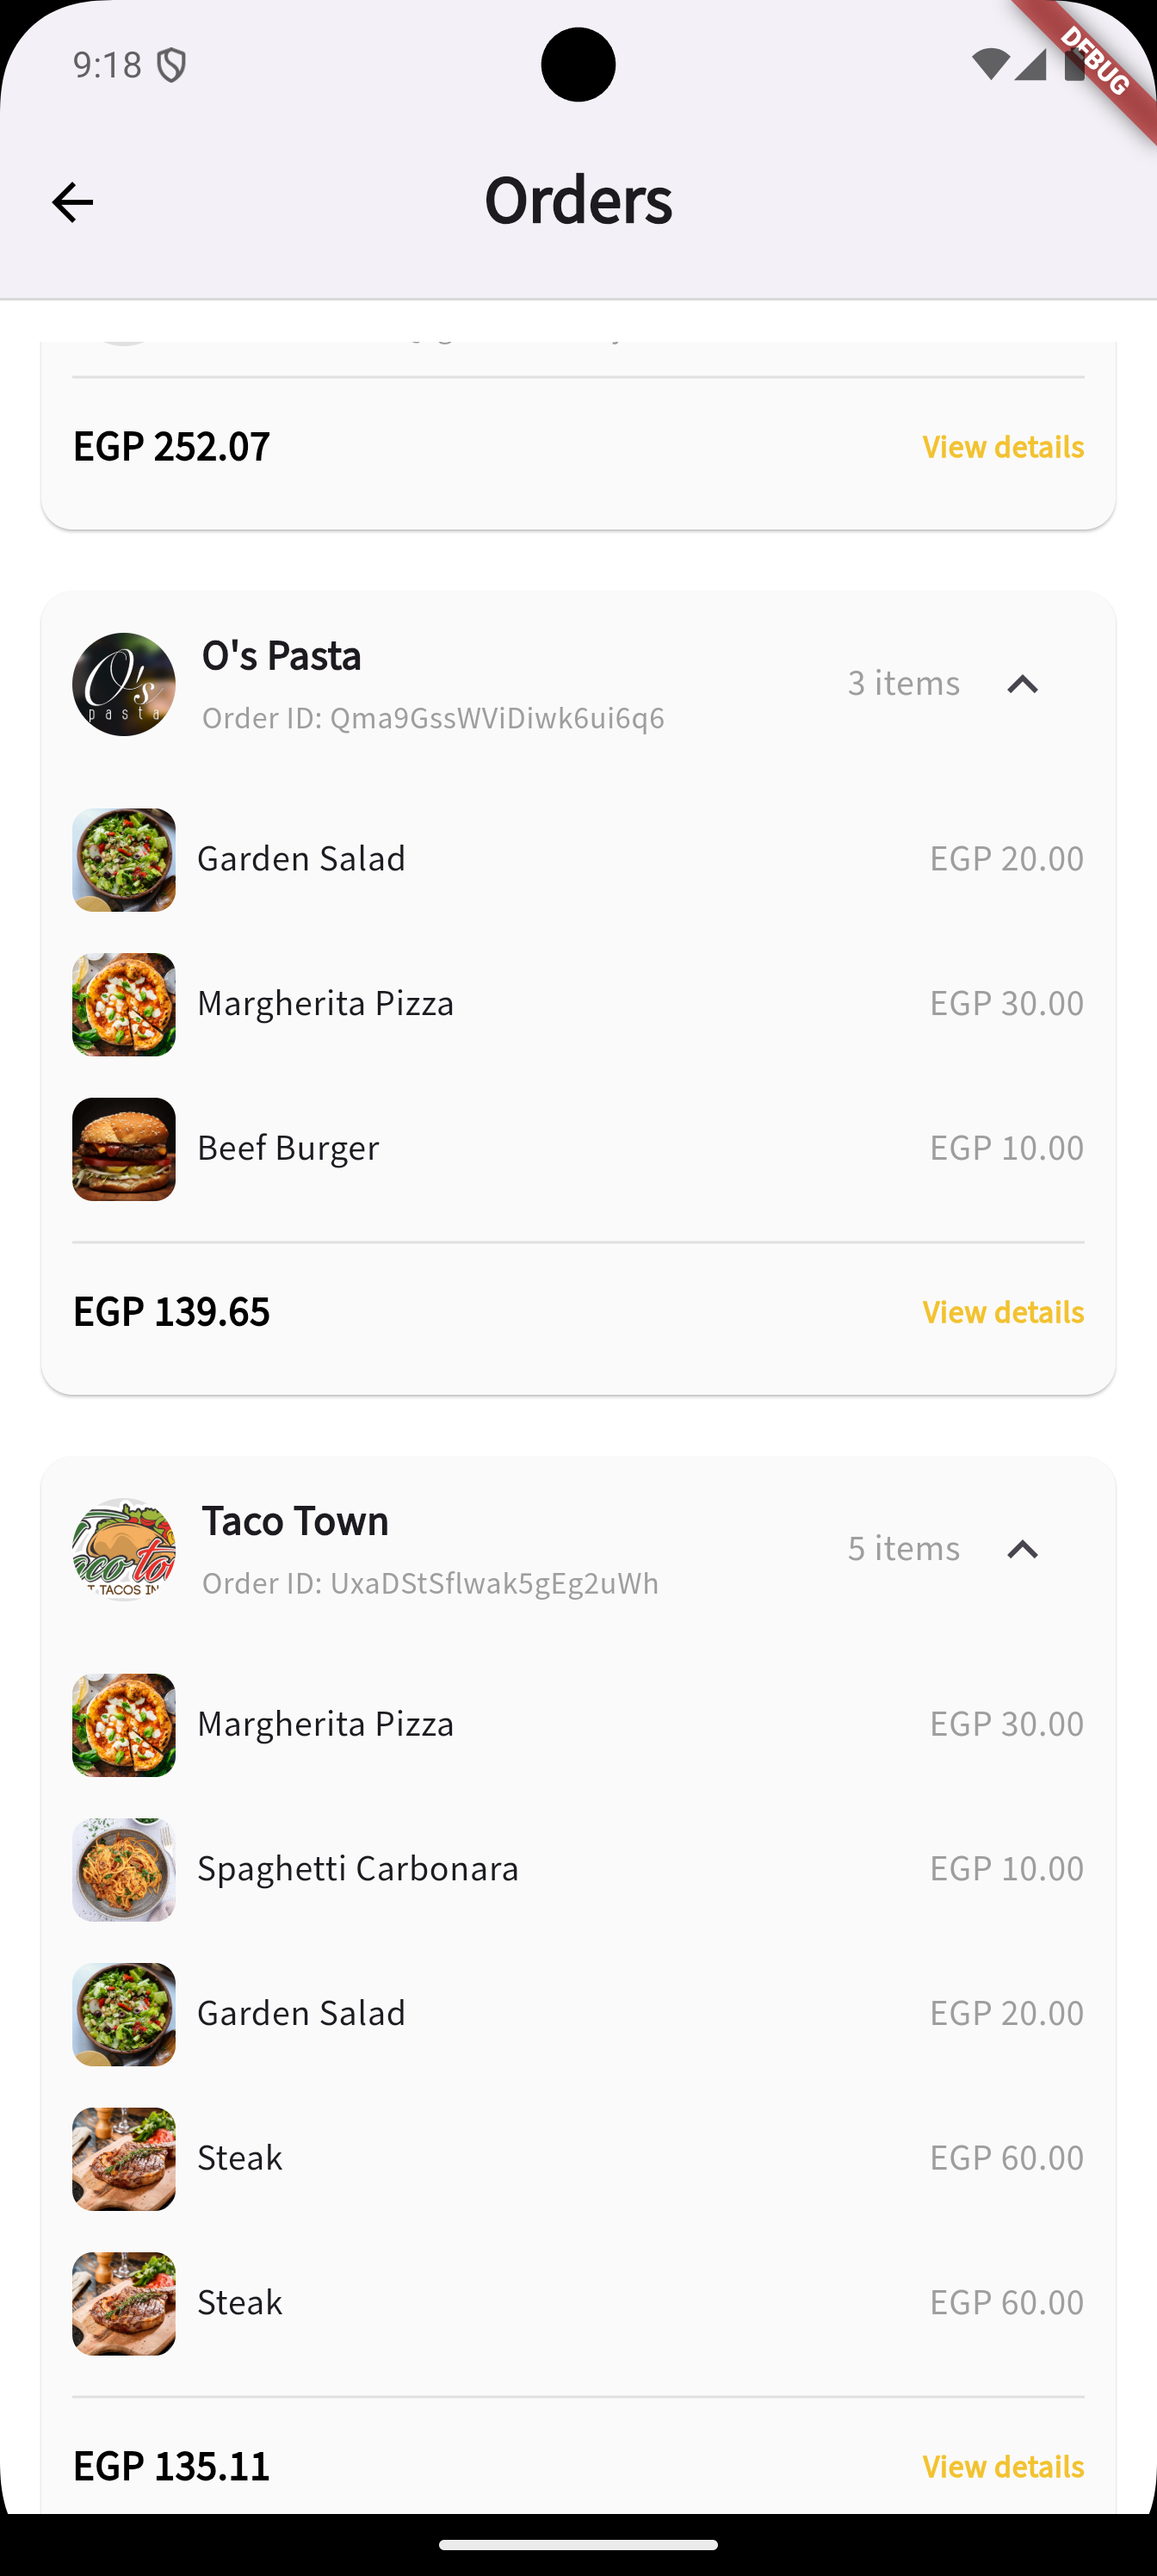 9:18
DEBUG
Orders
EGP 252.07
View details
O's pasta
O's Pasta
Order ID: Qma9GssWViDiwk6ui6q6
3 items
Garden Salad
EGP 20.00
Margherita Pizza
EGP 30.00
Beef Burger
EGP 10.00
EGP 139.65
View details
TACOS IN
Taco Town
Order ID: UxaDStSflwak5gEg2uWh
5 items
Margherita Pizza
EGP 30.00
Spaghetti Carbonara
EGP 10.00
Garden Salad
EGP 20.00
Steak
EGP 60.00
Steak
EGP 60.00
EGP 135.11
View details